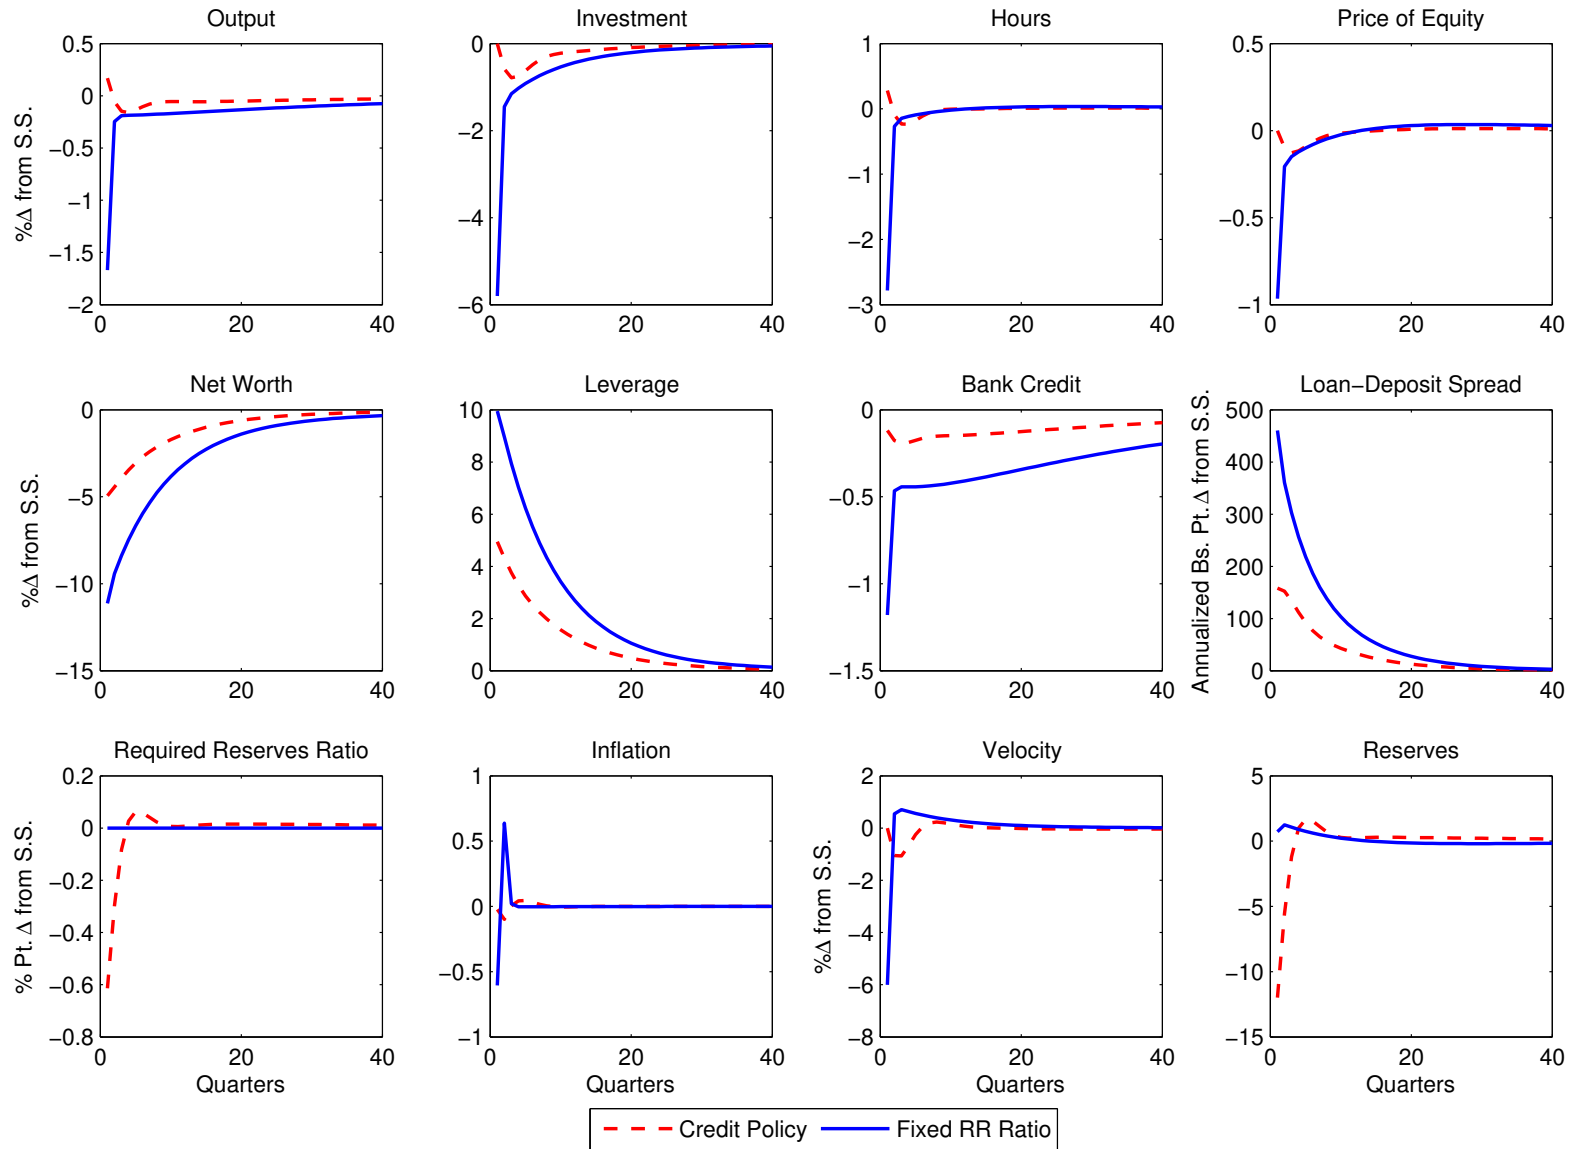 Output Investment Hours Price of Equity
0.5 0 1 0.5
0 −2 0 0
−0.5 −4 −1 −0.5
−1 −6 −2 −1
−1.5 −3
−2
%Δ from S.S.
0 20 40 0 20 40 0 20 40 0 20 40
Net Worth Leverage Bank Credit Loan−Deposit Spread
0 10 0 500
−5 8 −0.5 400
−10 6 −1 300
−15 4 −1.5 200
2 100
0 0
%Δ from S.S. Annualized Bs. Pt. Δ from S.S.
0 20 40 0 20 40 0 20 40 0 20 40
Required Reserves Ratio Inflation Velocity Reserves
0.2 1 2 5
0 0.5 0 0
−0.2 0 −2 −5
−0.4 −0.5 −4 −10
−0.6 −1 −6 −15
−0.8 −8
% Pt. Δ from S.S. %Δ from S.S.
0 20 40 0 20 40 0 20 40 0 20 40
Quarters Quarters Quarters Quarters
Credit Policy Fixed RR Ratio